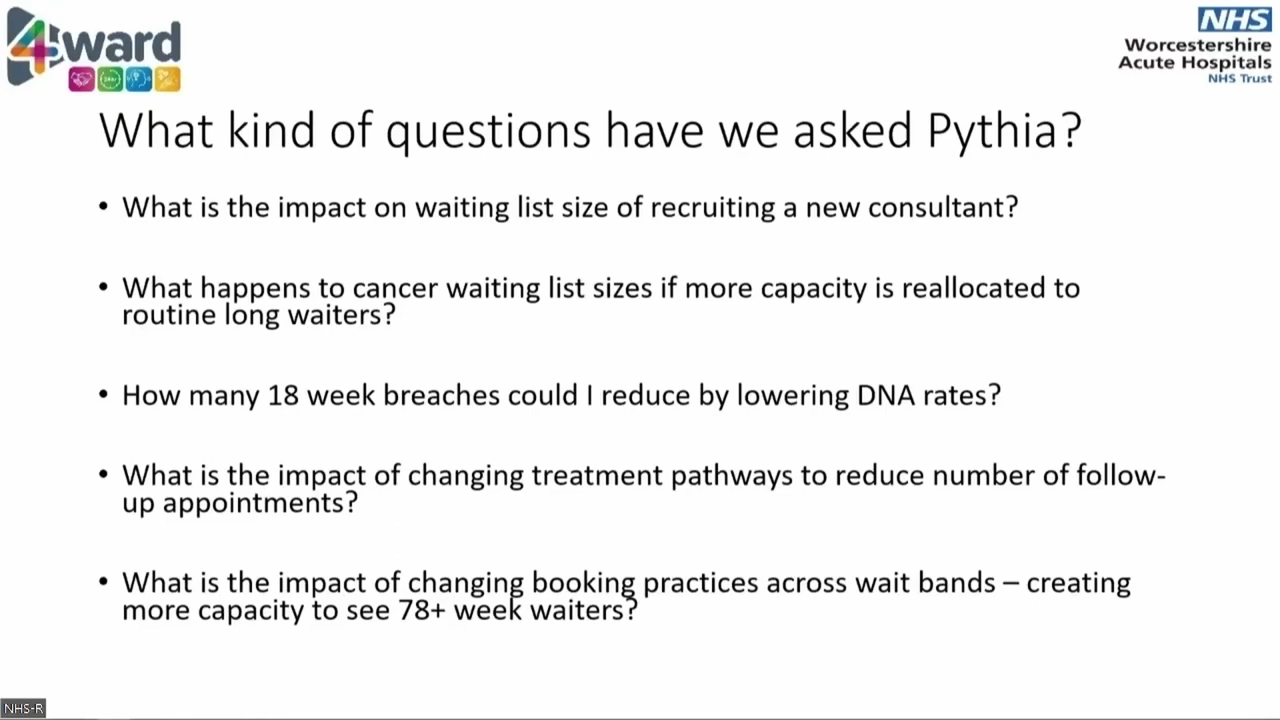 4ward
NHS
Worcestershire
Acute Hospitals
NHS Trust
What kind of questions have we asked Pythia?
• What is the impact on waiting list size of recruiting a new consultant?
• What happens to cancer waiting list sizes if more capacity is reallocated to
routine long waiters?
• How many 18 week breaches could I reduce by lowering DNA rates?
• What is the impact of changing treatment pathways to reduce number of follow-
up appointments?
• What is the impact of changing booking practices across wait bands – creating
more capacity to see 78+ week waiters?
NHS-R